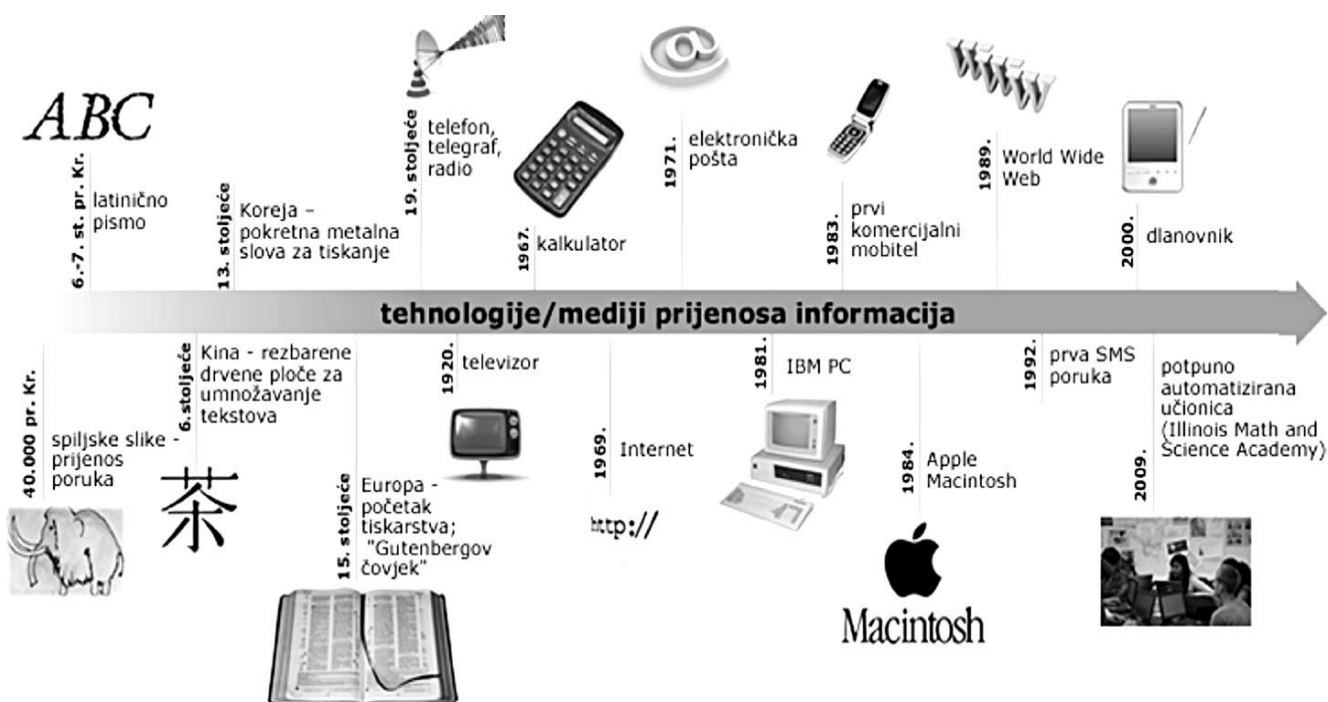 ABC
6.-7. st. pr. Kr.
latinično
pismo
13. stoljeće
Koreja –
pokretna metalna
slova za tiskanje
19. stoljeće
telefon,
telegraf,
radio
1967.
kalkulator
@
1971.
elektronička
pošta
1983.
prvi
komercijalni
mobitel
WWW
1989.
World Wide
Web
2000.
dlanovnik
tehnologije/mediji prijenosa informacija
40.000 pr. Kr.
spiljske slike -
prijenos
poruka
6.stoljeće
Kina - rezbarene
drvene ploče za
umnožavanje
tekstova
茶
15. stoljeće
Europa -
početak
tiskarstva;
"Gutenbergov
čovjek"
1920.
televizor
1969.
Internet
http://
1981.
IBM PC
1984.
Apple
Macintosh
Macintosh
1992.
prva SMS
poruka
2009.
potpuno
automatizirana
učionica
(Illinois Math and
Science Academy)